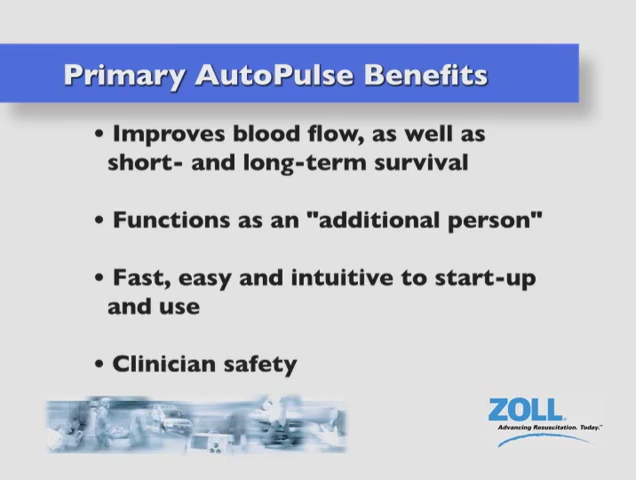 Primary AutoPulse Benefits
• Improves blood flow, as well as
short- and long-term survival
• Functions as an "additional person"
• Fast, easy and intuitive to start-up
and use
• Clinician safety
ZOLL®
Advancing Resuscitation. Today.™